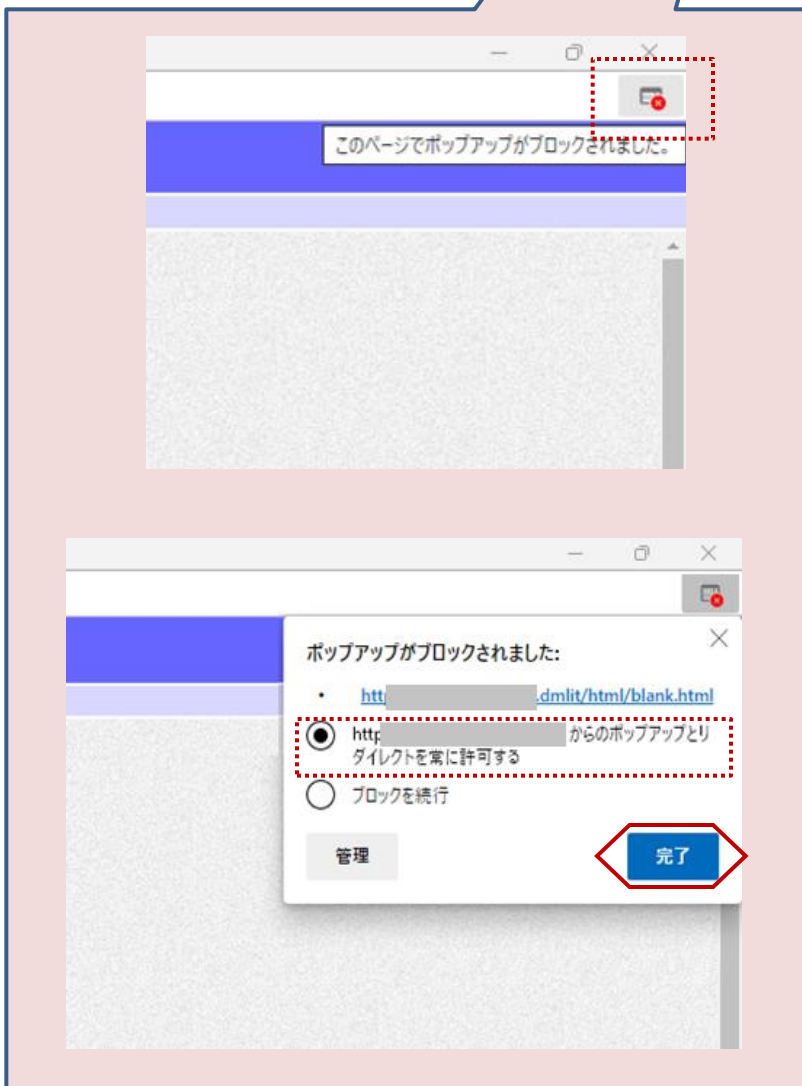 このページでポップアップがブロックされました。
ポップアップがブロックされました:
・ htt .dmlit/html/blank.html
http からのポップアップとリ
ダイレクトを常に許可する
ブロックを続行
管理 完了